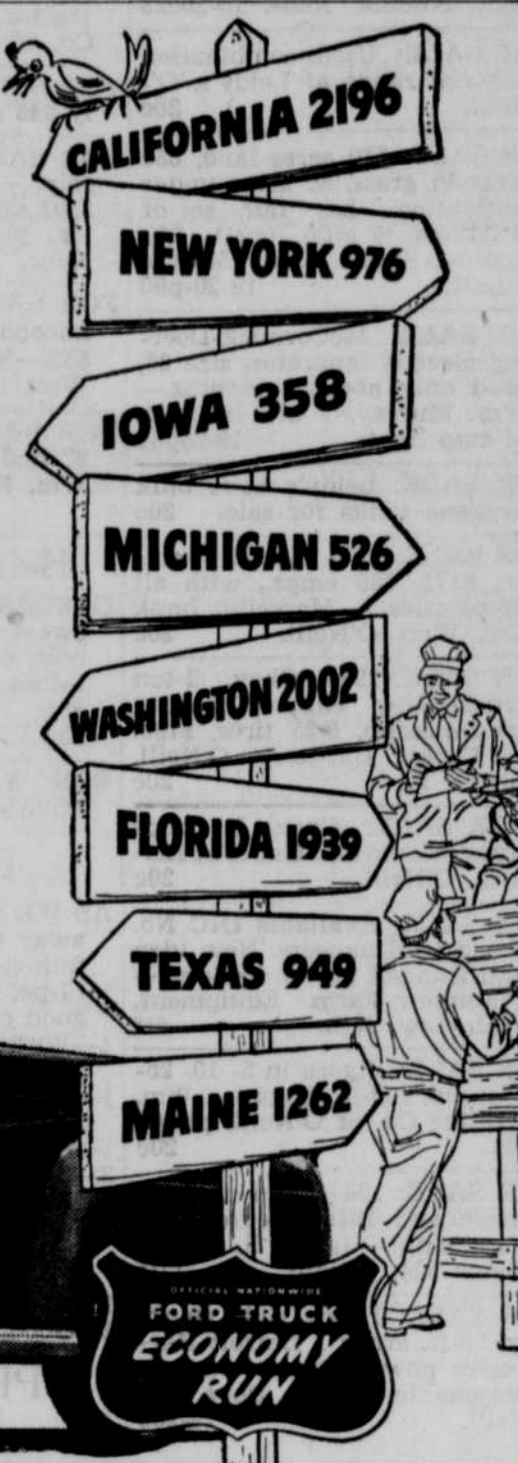 CALIFORNIA 2196
NEW YORK 976
IOWA 358
MICHIGAN 526
WASHINGTON 2002
FLORIDA 1939
TEXAS 949
MAINE 1262
OFFICIAL NATIONWIDE
FORD TRUCK
ECONOMY
RUN